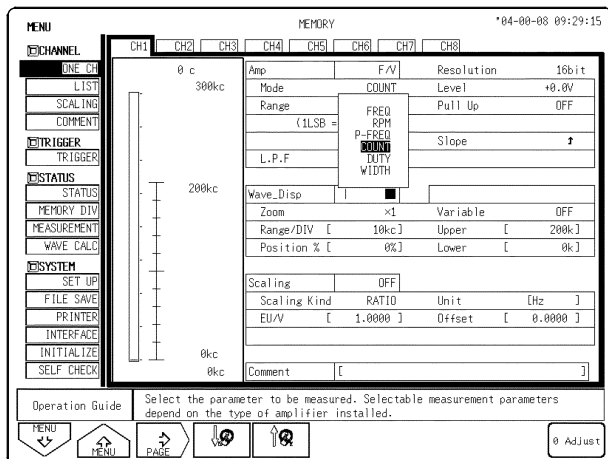 MENU
MEMORY
'04-00-08 09:29:15
CHANNEL
ONE CH
LIST
SCALING
COMMENT
TRIGGER
TRIGGER
STATUS
STATUS
MEMORY DIV
MEASUREMENT
WAVE CALC
SYSTEM
SET UP
FILE SAVE
PRINTER
INTERFACE
INITIALIZE
SELF CHECK
CH1 CH2 CH3 CH4 CH5 CH6 CH7 CH8
0 c
300kc
200kc
0kc
0kc
Amp F/V Resolution 16bit
Mode COUNT Level +0.0V
Range Pull Up OFF
(1LSB =
Slope
L.P.F
FREQ
RPM
P-FREQ
COUNT
DUTY
WIDTH
Wave_Disp
Zoom ×1 Variable OFF
Range/DIV [ 10kc] Upper [ 200k]
Position % [ 0%] Lower [ 0k]
Scaling OFF
Scaling Kind RATIO Unit [Hz ]
EU/V [ 1.0000 ] Offset [ 0.0000 ]
Comment [ ]
Operation Guide
Select the parameter to be measured. Selectable measurement parameters
depend on the type of amplifier installed.
MENU
MENU
PAGE
0 Adjust